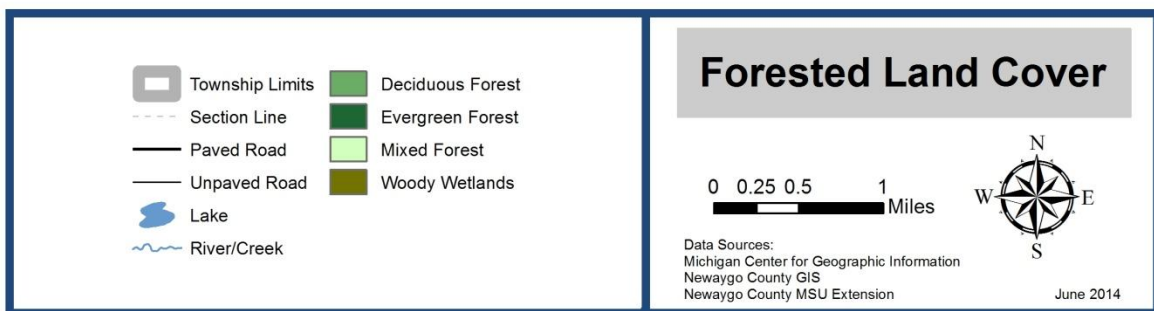 Township Limits
Section Line
Paved Road
Unpaved Road
Lake
River/Creek
Deciduous Forest
Evergreen Forest
Mixed Forest
Woody Wetlands
Forested Land Cover
0 0.25 0.5 1
Miles
N
W E
S
Data Sources:
Michigan Center for Geographic Information
Newaygo County GIS
Newaygo County MSU Extension
June 2014